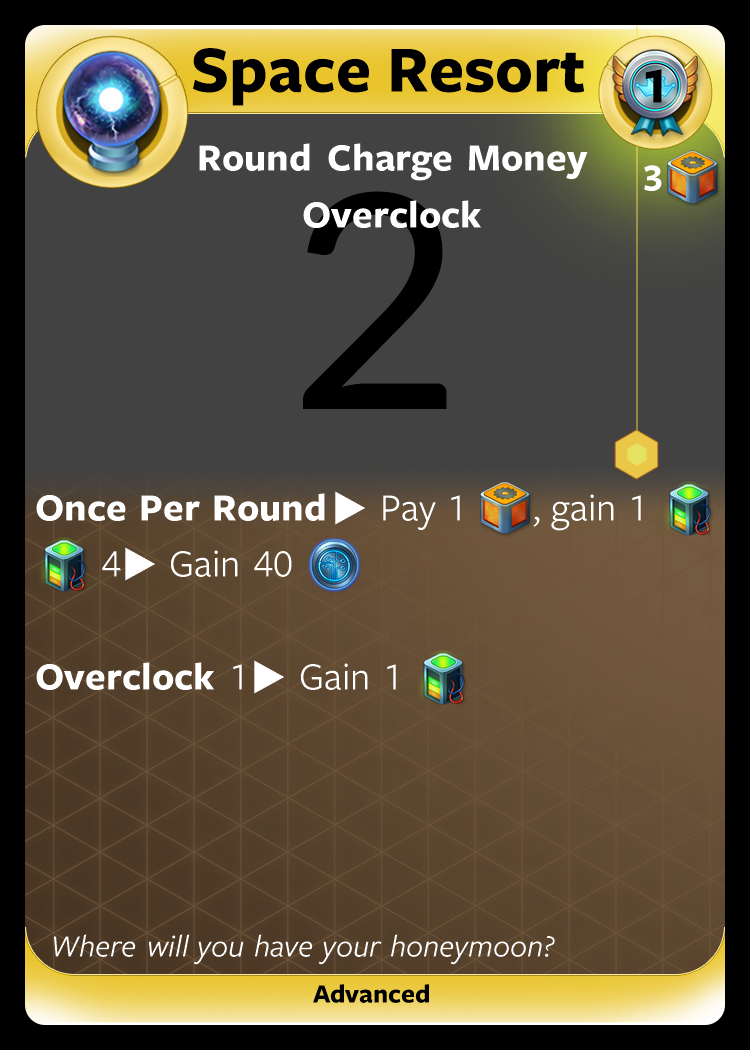 Space Resort
1
Round Charge Money
3
Overclock
2
Once Per Round▶ Pay 1 , gain 1
4▶ Gain 40
Overclock 1▶ Gain 1
Where will you have your honeymoon?
Advanced